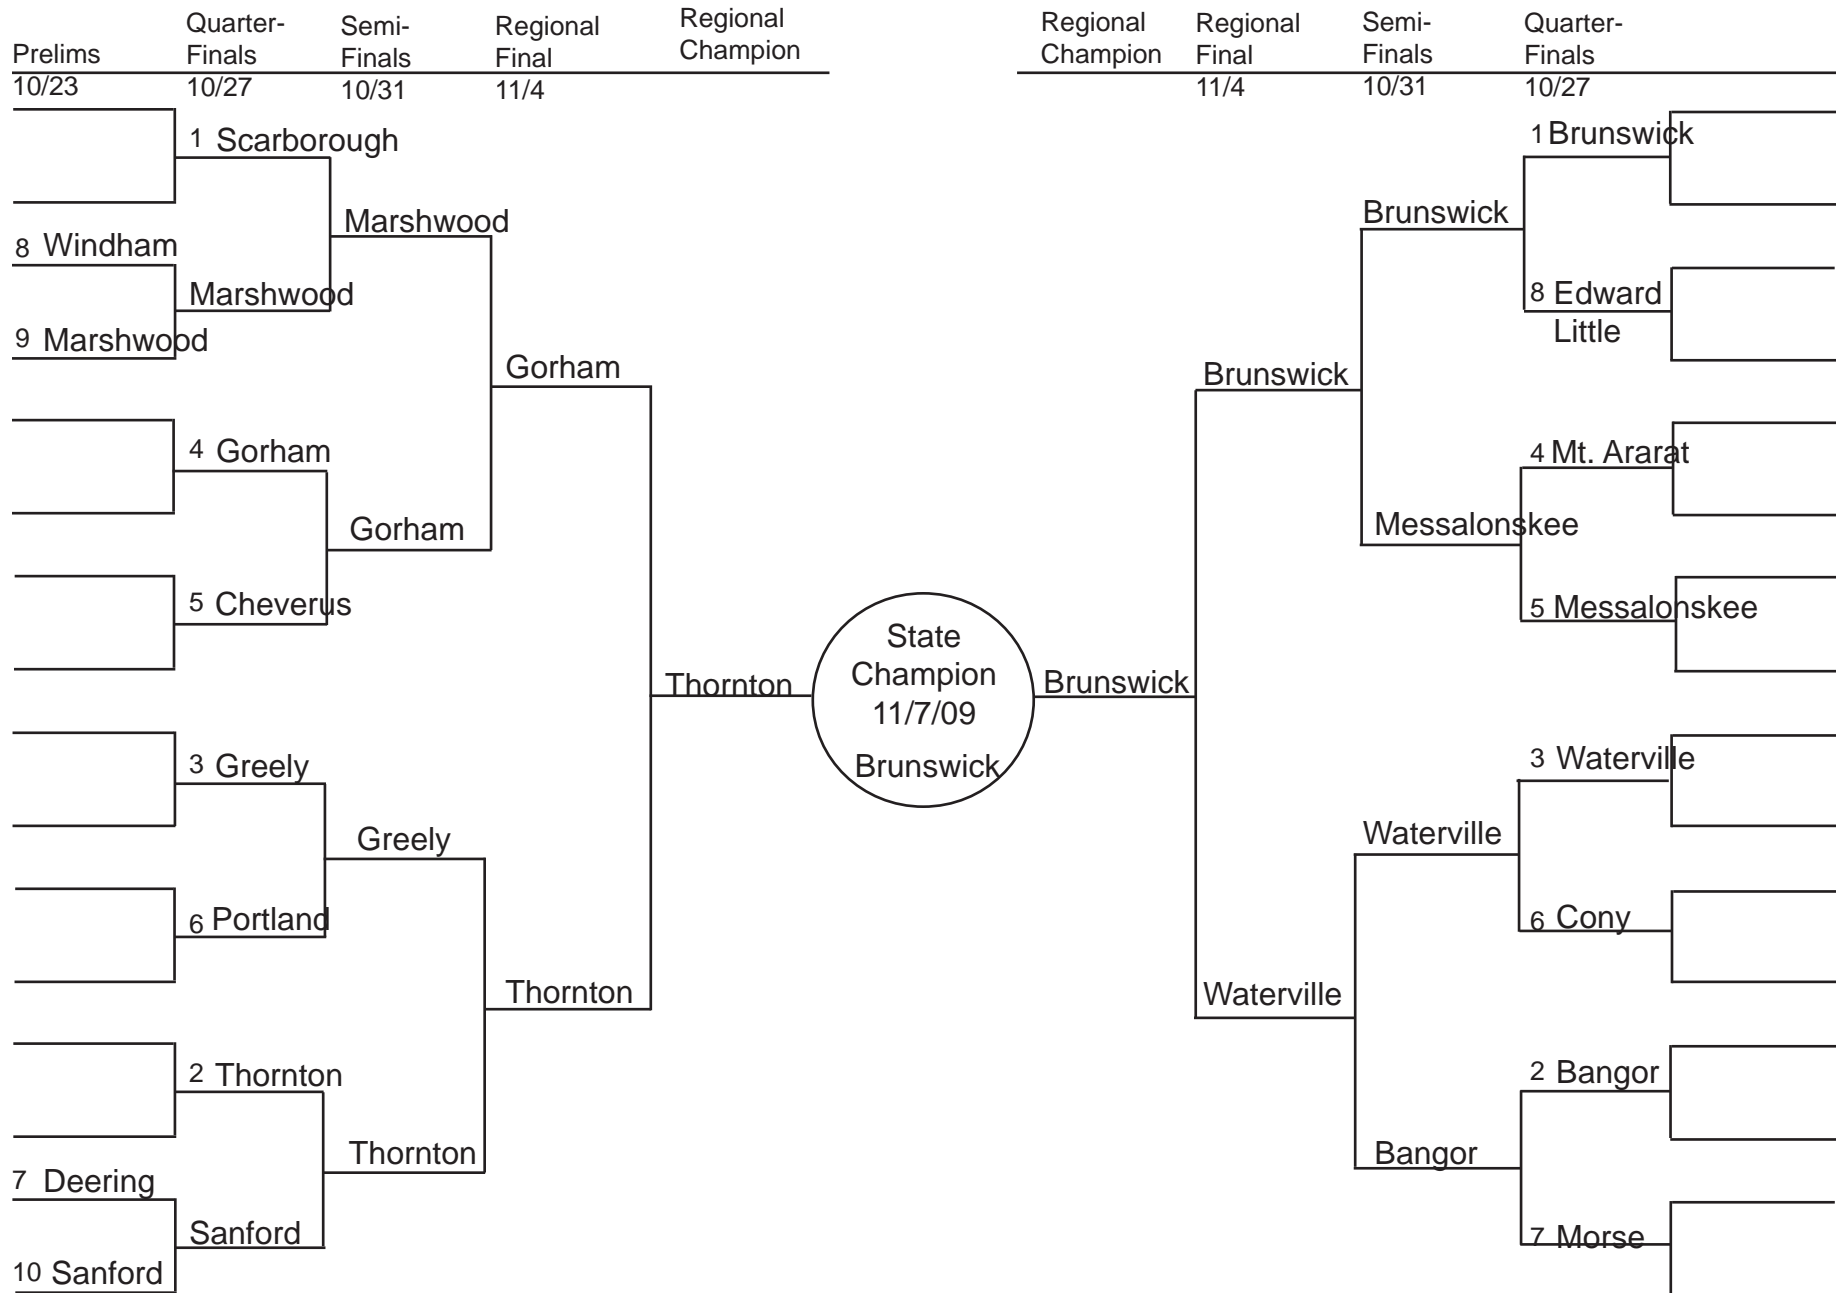 Prelims
Quarter-
Finals
Semi-
Finals
Regional
Final
Regional
Champion
10/23
10/27
10/31
11/4
1 Scarborough
8 Windham
Marshwood
9 Marshwood
Marshwood
4 Gorham
Gorham
5 Cheverus
Gorham
3 Greely
Greely
6 Portland
Thornton
2 Thornton
Thornton
7 Deering
Sanford
10 Sanford
Thornton
State
Champion
11/7/09
Brunswick
Regional
Champion
Regional
Final
Semi-
Finals
Quarter-
Finals
11/4
10/31
10/27
Brunswick
1 Brunswick
Brunswick
8 Edward
Little
Brunswick
4 Mt. Ararat
Messalonskee
5 Messalonskee
3 Waterville
Waterville
6 Cony
Waterville
2 Bangor
Bangor
7 Morse